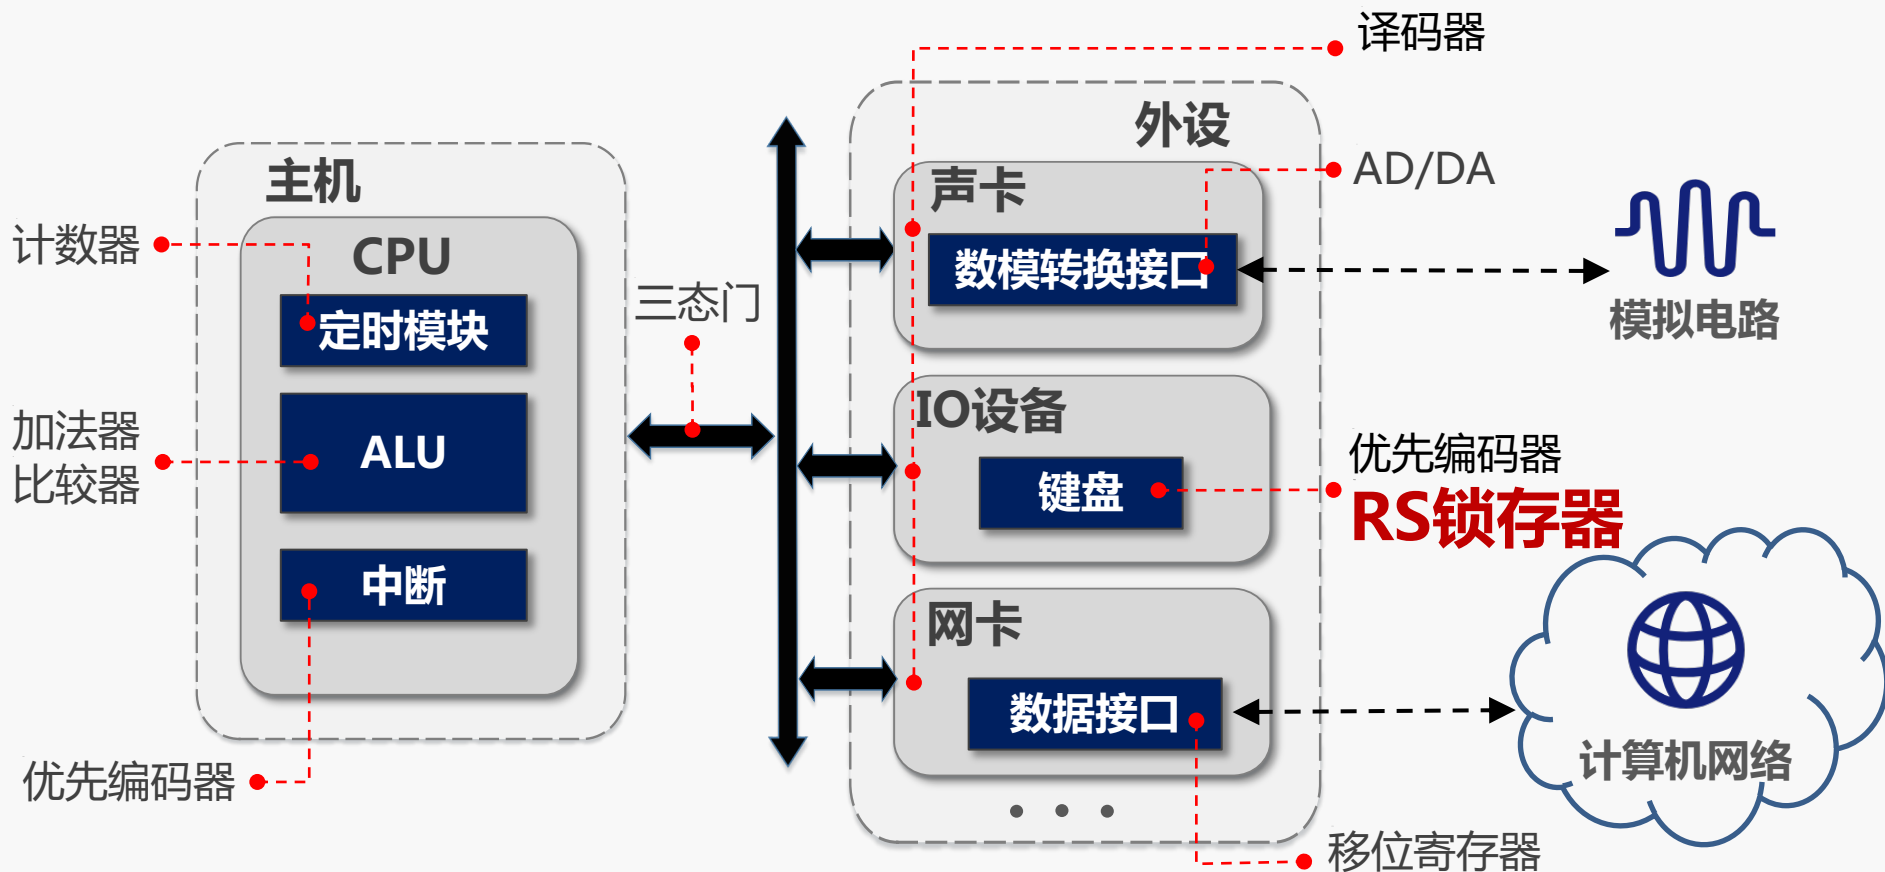 译码器
外设
主机
声卡
AD/DA
计数器
CPU
数模转换接口
三态门
定时模块
模拟电路
IO设备
加法器
比较器
ALU
优先编码器
键盘
RS锁存器
中断
网卡
数据接口
计算机网络
优先编码器
移位寄存器